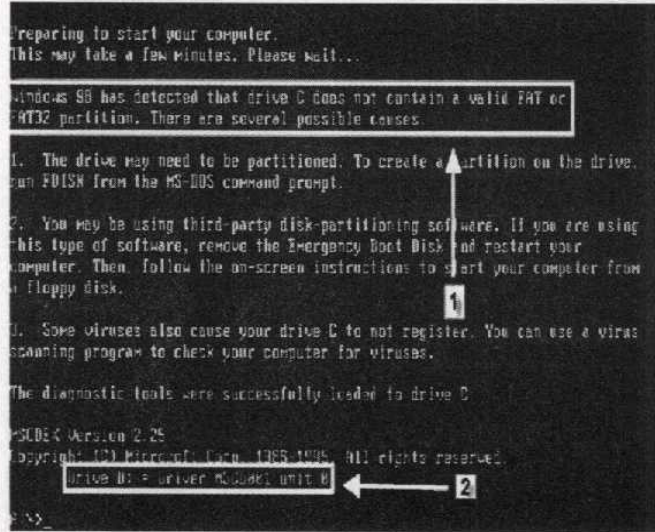 Preparing to start your computer.
This may take a few minutes. Please wait...
Windows 98 has detected that drive C does not contain a valid FAT or
FAT32 partition. There are several possible causes.
1. The drive may need to be partitioned. To create a partition on the drive,
run FDISK from the MS-DOS command prompt.
2. You may be using third-party disk-partitioning software. If you are using
this type of software, remove the Emergency Boot Disk and restart your
computer. Then, follow the on-screen instructions to start your computer from
a floppy disk.
1
3. Some viruses also cause your drive C to not register. You can use a virus
scanning program to check your computer for viruses.
The diagnostic tools were successfully loaded to drive C
MSCDEX Version 2.25
Copyright (C) Microsoft Corp. 1986-1995. All rights reserved.
Drive D: = Driver MSCD001 unit 0
2